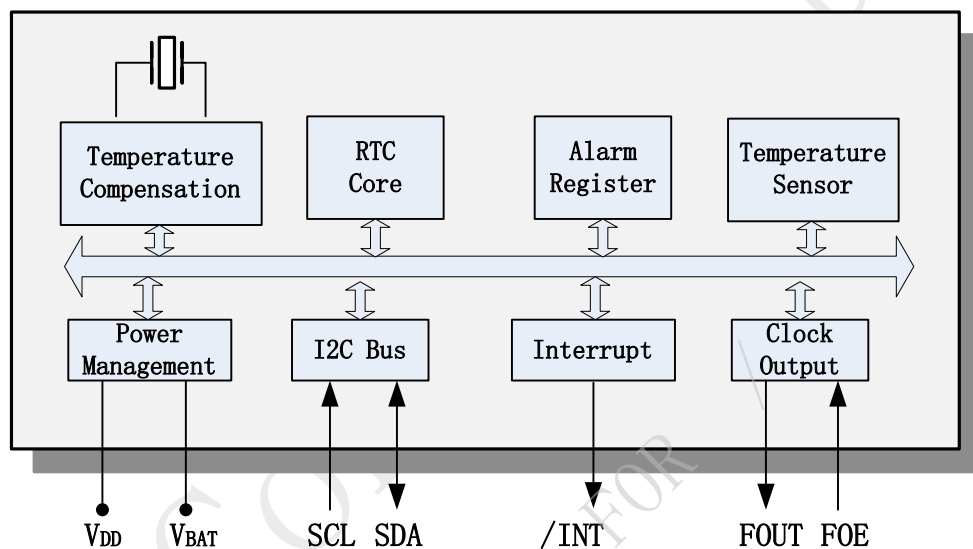 Temperature
Compensation
RTC
Core
Alarm
Register
Temperature
Sensor
Power
Management
I2C Bus
Interrupt
Clock
Output
VDD
VBAT
SCL
SDA
/INT
FOUT
FOE
FOR